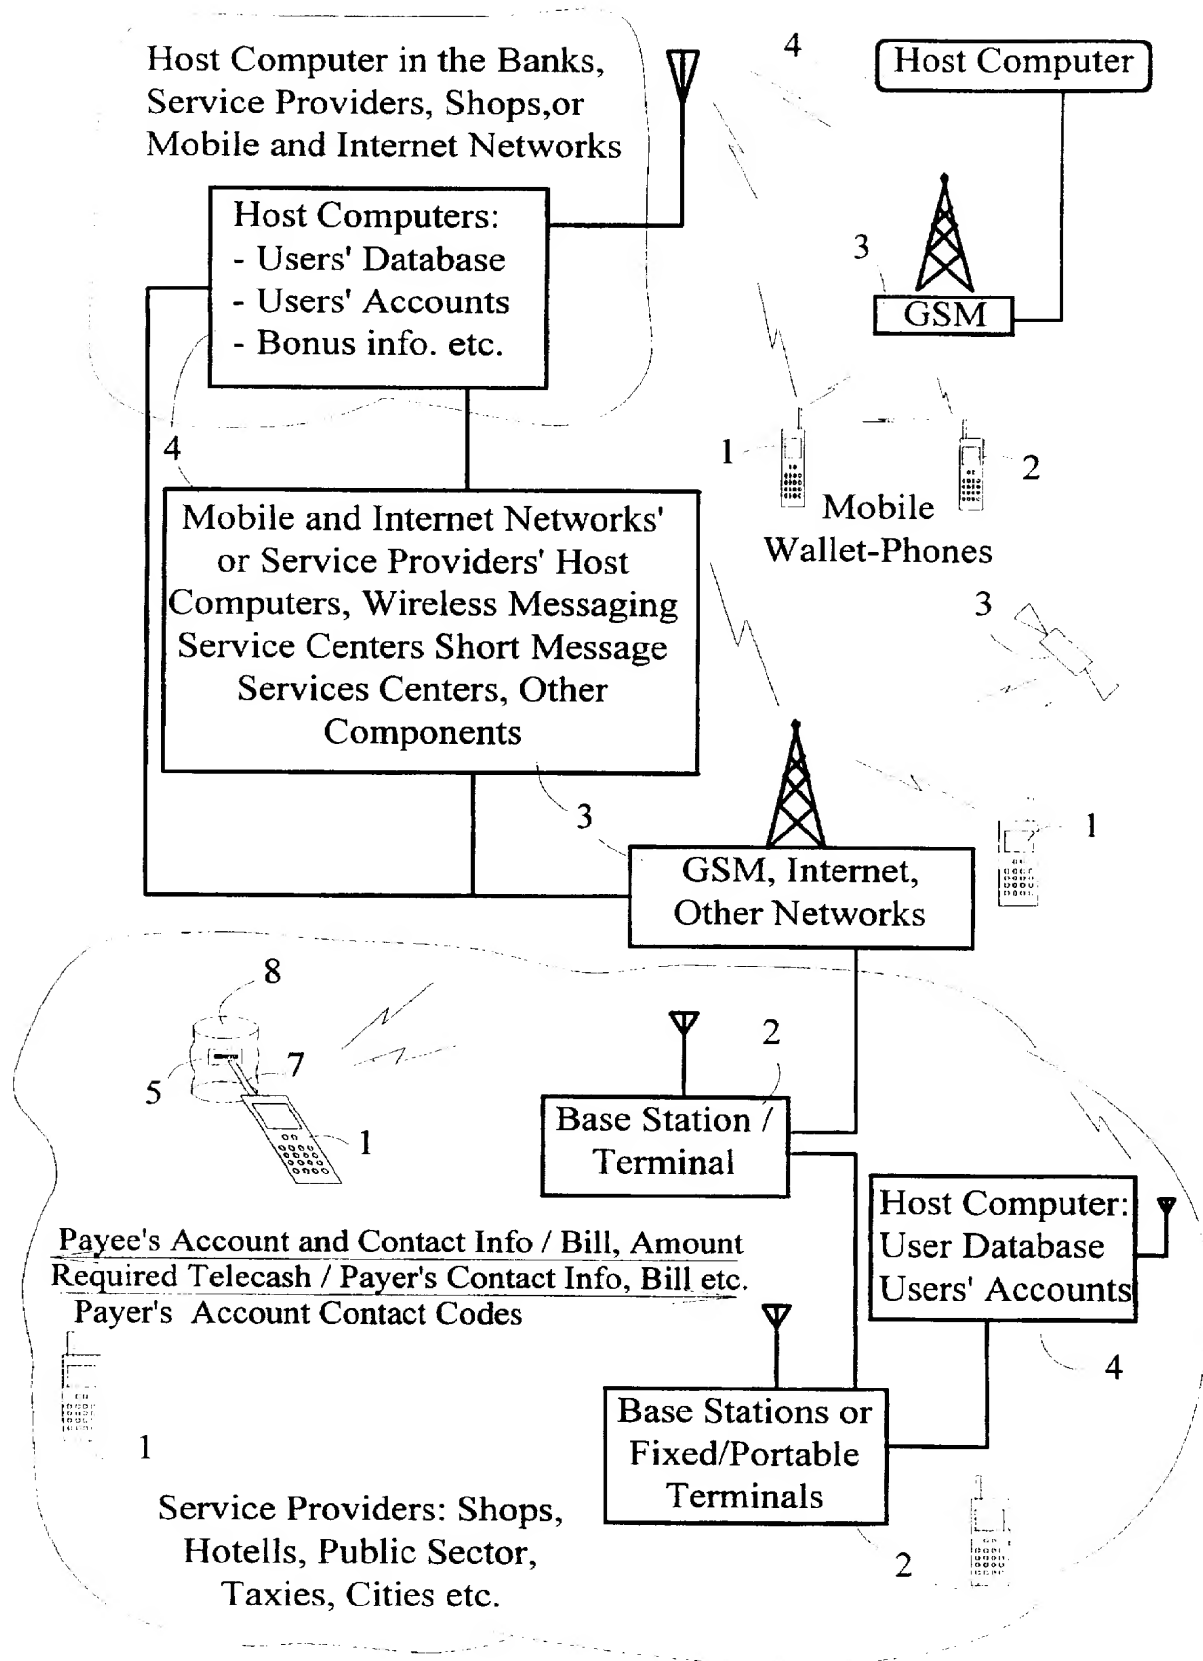 Host Computer in the Banks,
Service Providers, Shops,or
Mobile and Internet Networks
4
Host Computer
Host Computers:
- Users' Database
- Users' Accounts
- Bonus info. etc.
3
GSM
4
1
2
Mobile
Wallet-Phones
Mobile and Internet Networks'
or Service Providers' Host
Computers, Wireless Messaging
Service Centers Short Message
Services Centers, Other
Components
3
3
1
GSM, Internet,
Other Networks
8
5
7
1
2
Base Station /
Terminal
Host Computer:
User Database
Users' Accounts
4
Payee's Account and Contact Info / Bill, Amount
Required Telecash / Payer's Contact Info, Bill etc.
Payer's Account Contact Codes
1
Base Stations or
Fixed/Portable
Terminals
2
Service Providers: Shops,
Hotells, Public Sector,
Taxies, Cities etc.